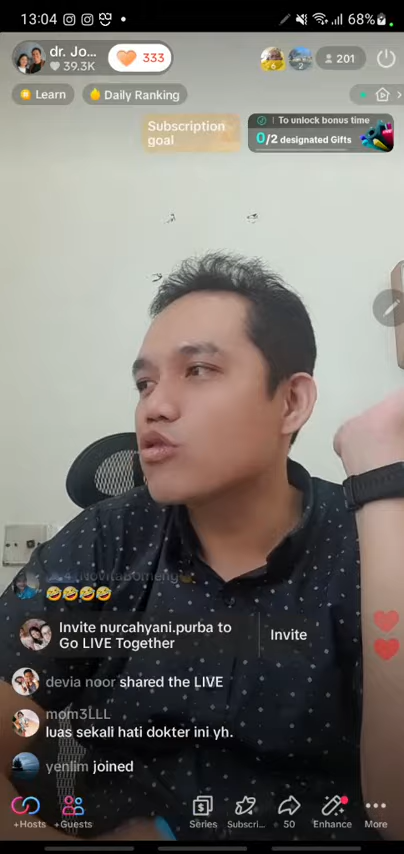 13:04
68%
dr. Jo...
39.3K
333
6
2
201
Learn
Daily Ranking
Subscription goal
To unlock bonus time
0/2 designated Gifts
Invite nurcahyani.purba to
Go LIVE Together
Invite
devia noor shared the LIVE
mom3LLL
luas sekali hati dokter ini yh.
yenlim joined
+Hosts
+Guests
Series
Subscri...
50
Enhance
More